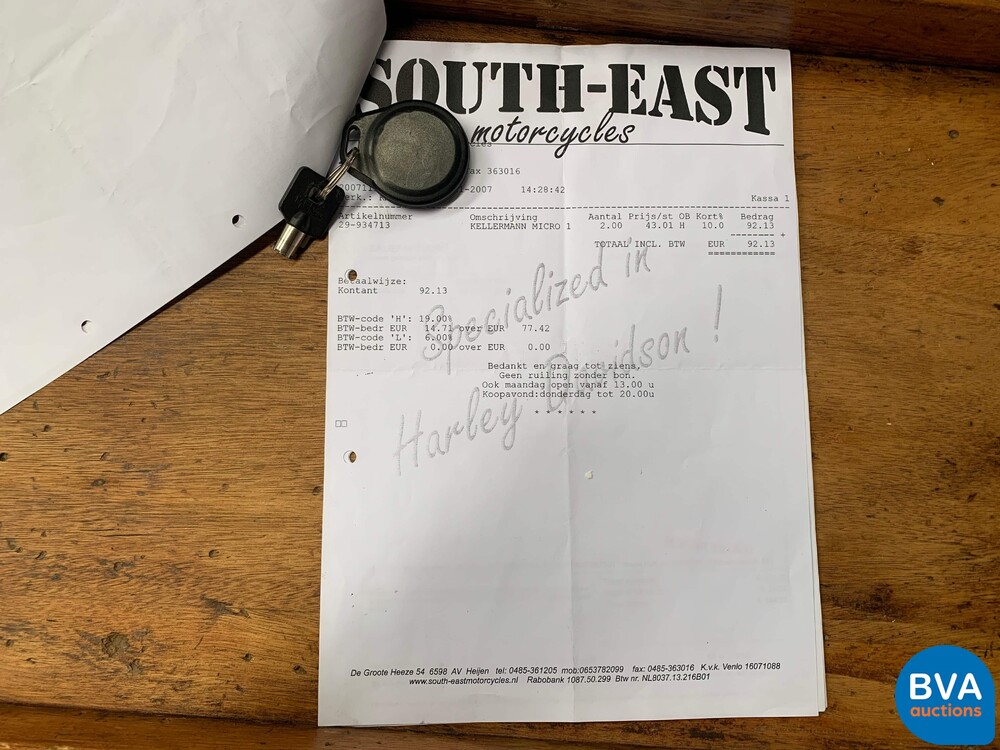 SOUTH-EAST
motorcycles
363016
-2007 14:28:42
Kassa 1
Artikelnummer Omschrijving Aantal Prijs/st OB Kort% Bedrag
29-934713 KELLERMANN MICRO 1 2.00 43.01 H 10.0 92.13
-------- +
TOTAAL INCL. BTW EUR 92.13
============
Betaalwijze:
Kontant 92.13
BTW-code 'H': 19.00%
BTW-bedr EUR 14.71 over EUR 77.42
BTW-code 'L': 6.00%
BTW-bedr EUR 0.00 over EUR 0.00
Specialized in
Harley Davidson !
Bedankt en graag tot ziens,
Geen ruiling zonder bon.
Ook maandag open vanaf 13.00 u
Koopavond:donderdag tot 20.00u
* * * * * *
De Groote Heeze 54 6598 AV Heijen tel: 0485-361205 mob:0653782099 fax: 0485-363016 K.v.k. Venlo 16071088
www.south-eastmotorcycles.nl Rabobank 1087.50.299 Btw nr. NL8037.13.216B01
BVA
auctions